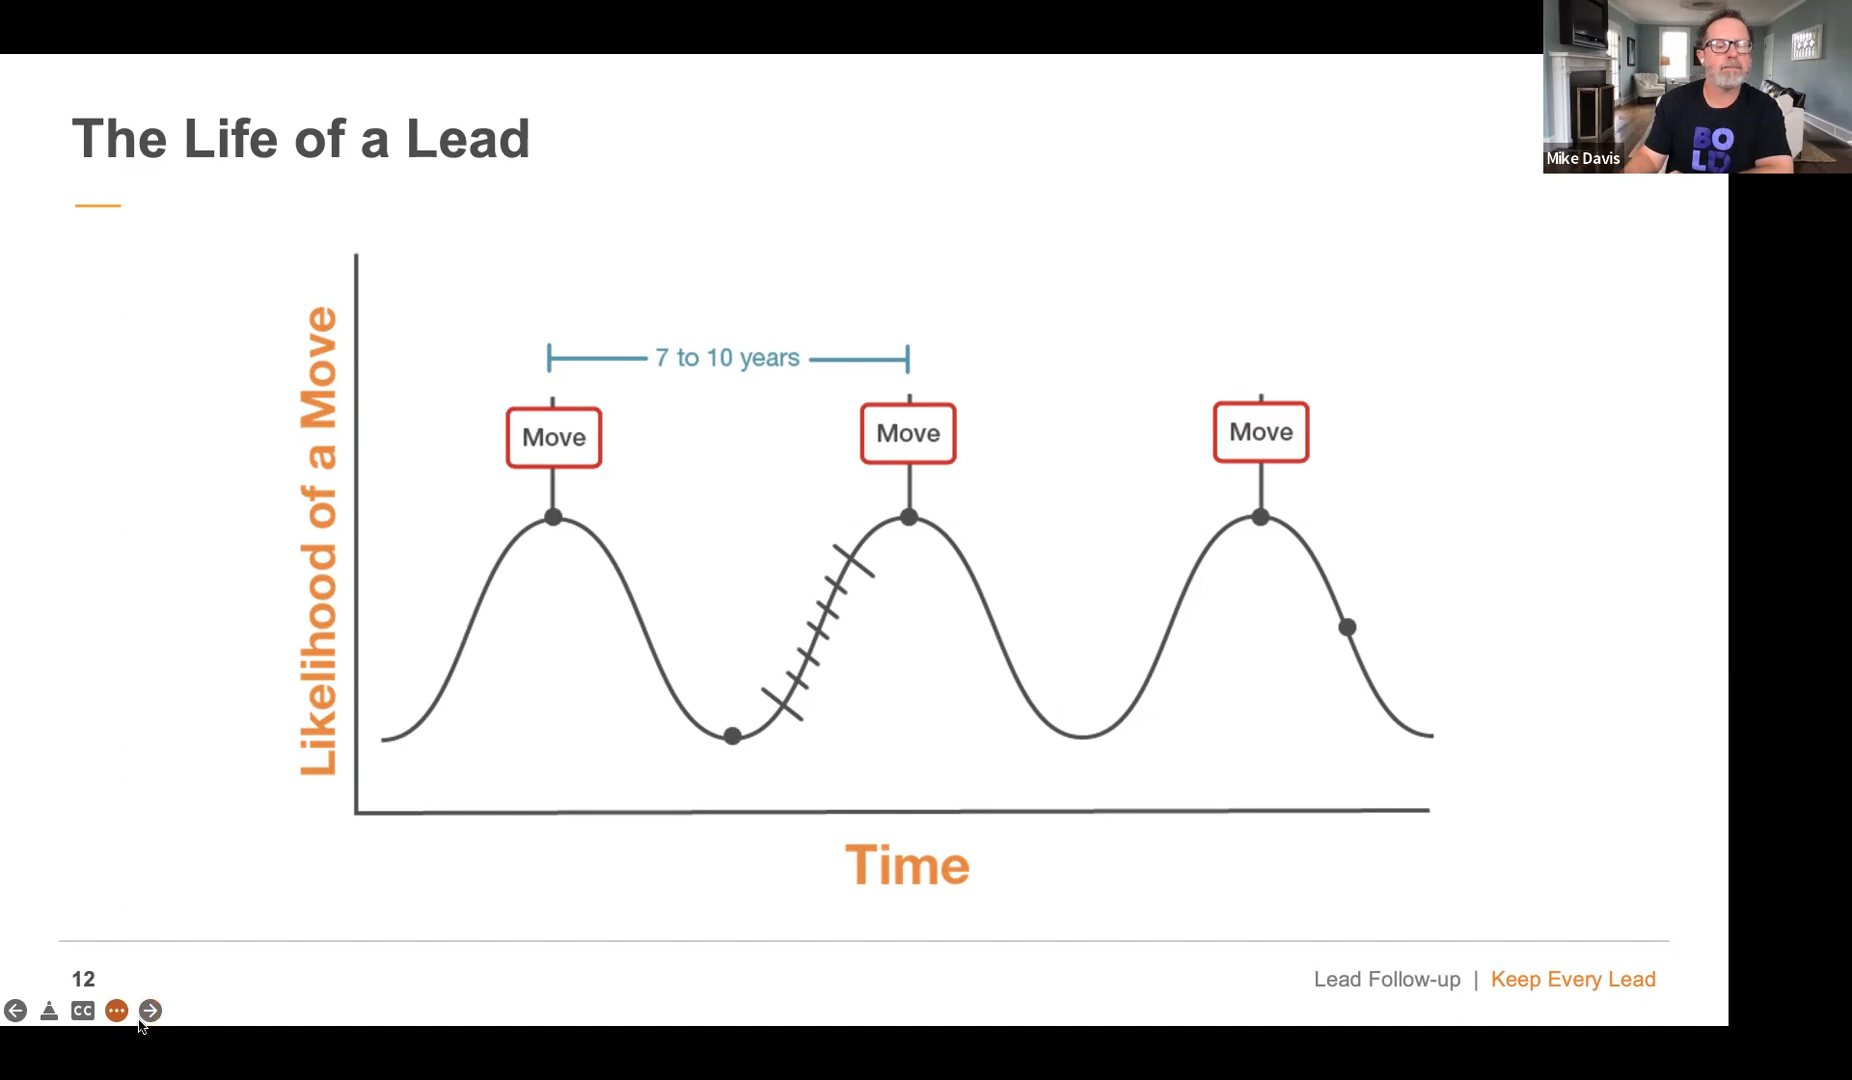 The Life of a Lead
BO
LD
Mike Davis
Likelihood of a Move
7 to 10 years
Move
Move
Move
Time
12
Lead Follow-up | Keep Every Lead
CC